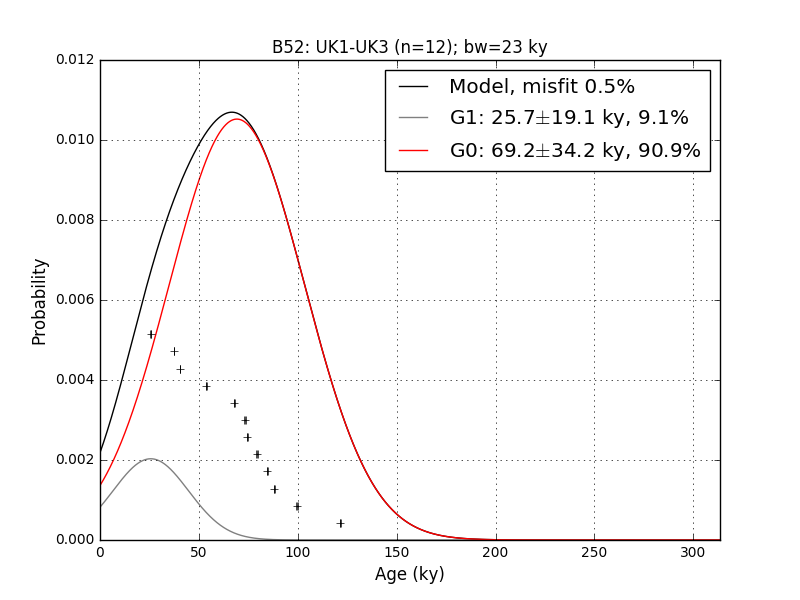 B52: UK1-UK3 (n=12); bw=23 ky
Model, misfit 0.5%
G1: 25.7±19.1 ky, 9.1%
G0: 69.2±34.2 ky, 90.9%
0.012
0.010
0.008
0.006
0.004
0.002
0.000
Probability
0 50 100 150 200 250 300
Age (ky)